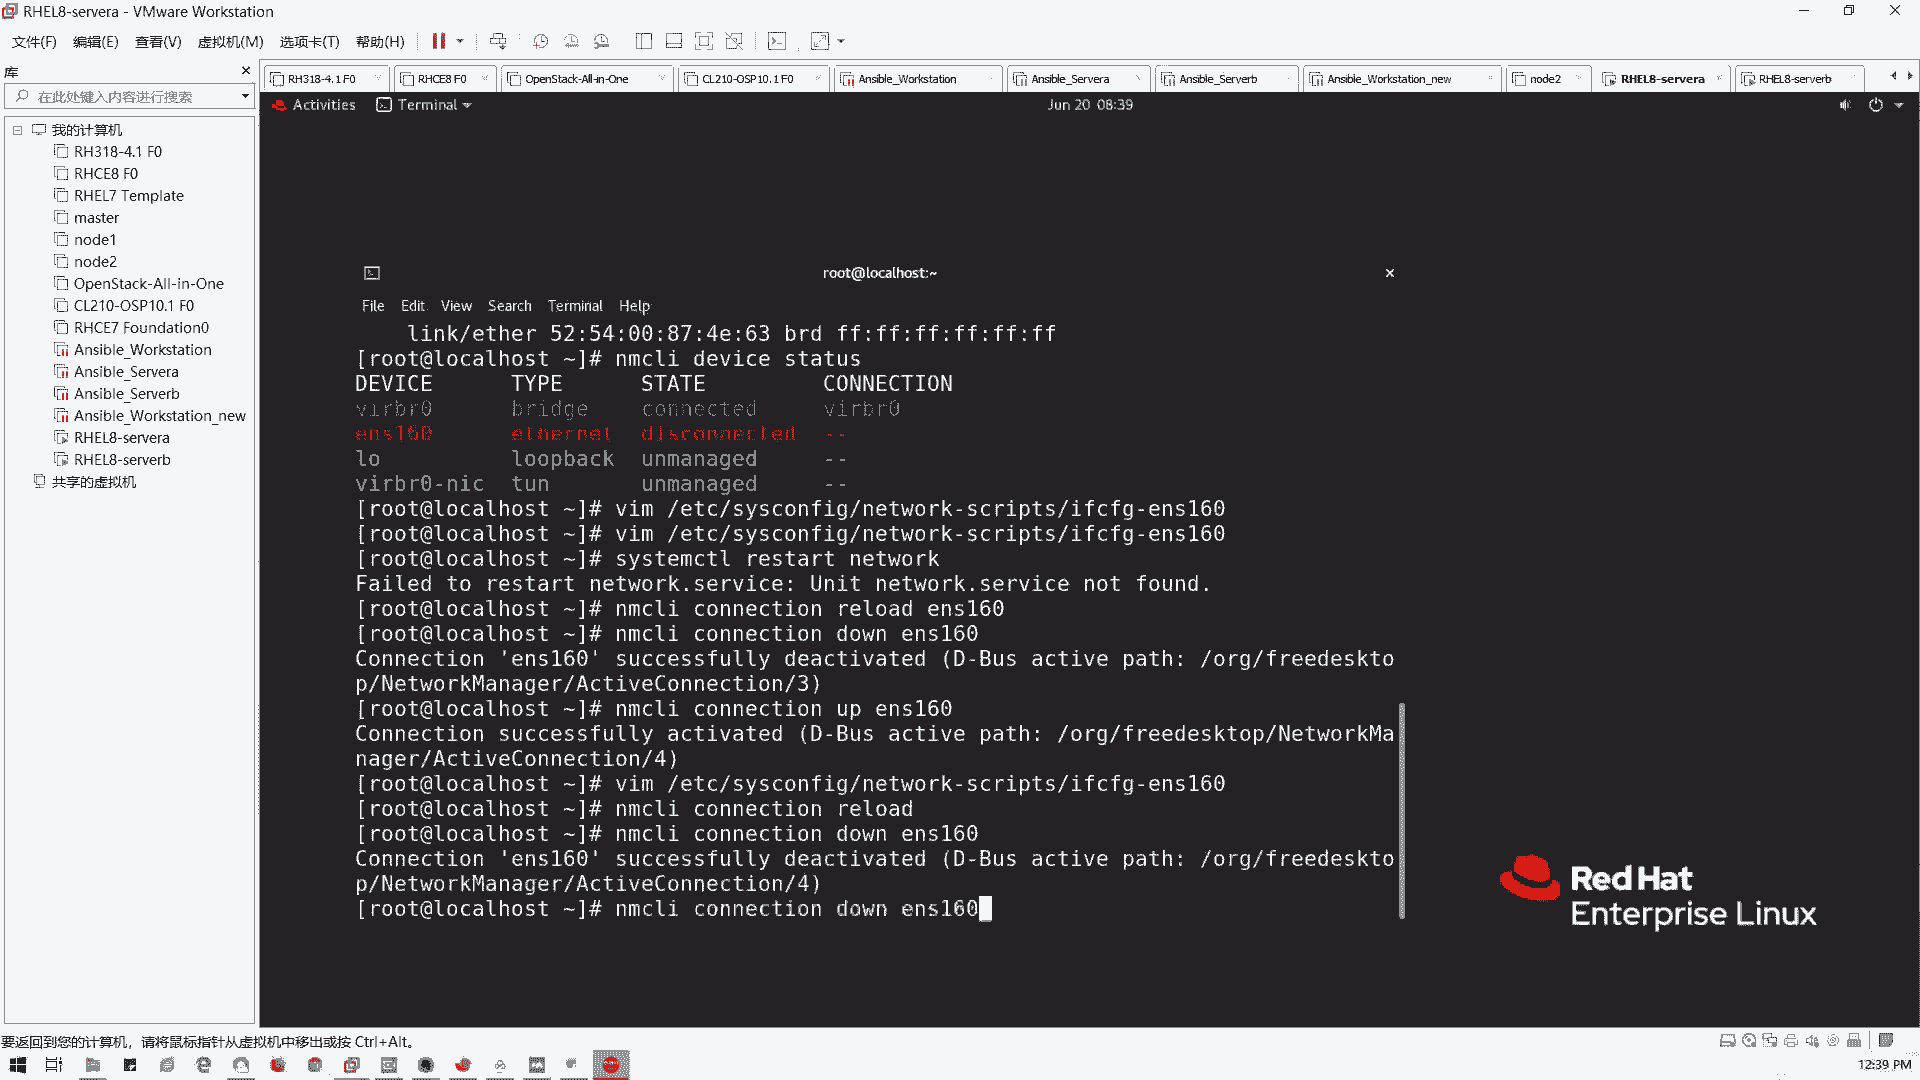 RHEL8-servera - VMware Workstation
文件(F) 编辑(E) 查看(V) 虚拟机(M) 选项卡(T) 帮助(H)
库
在此处键入内容进行搜索
我的计算机
RH318-4.1 F0
RHCE8 F0
RHEL7 Template
master
node1
node2
OpenStack-All-in-One
CL210-OSP10.1 F0
RHCE7 Foundation0
Ansible_Workstation
Ansible_Servera
Ansible_Serverb
Ansible_Workstation_new
RHEL8-servera
RHEL8-serverb
共享的虚拟机
RH318-4.1 F0 RHCE8 F0 OpenStack-All-in-One CL210-OSP10.1 F0 Ansible_Workstation Ansible_Servera Ansible_Serverb Ansible_Workstation_new node2 RHEL8-servera RHEL8-serverb
Activities Terminal Jun 20 08:39
root@localhost:~
File Edit View Search Terminal Help
link/ether 52:54:00:87:4e:63 brd ff:ff:ff:ff:ff:ff
[root@localhost ~]# nmcli device status
DEVICE TYPE STATE CONNECTION
virbr0 bridge connected virbr0
ens160 ethernet disconnected --
lo loopback unmanaged --
virbr0-nic tun unmanaged --
[root@localhost ~]# vim /etc/sysconfig/network-scripts/ifcfg-ens160
[root@localhost ~]# vim /etc/sysconfig/network-scripts/ifcfg-ens160
[root@localhost ~]# systemctl restart network
Failed to restart network.service: Unit network.service not found.
[root@localhost ~]# nmcli connection reload ens160
[root@localhost ~]# nmcli connection down ens160
Connection 'ens160' successfully deactivated (D-Bus active path: /org/freedeskto
p/NetworkManager/ActiveConnection/3)
[root@localhost ~]# nmcli connection up ens160
Connection successfully activated (D-Bus active path: /org/freedesktop/NetworkMa
nager/ActiveConnection/4)
[root@localhost ~]# vim /etc/sysconfig/network-scripts/ifcfg-ens160
[root@localhost ~]# nmcli connection reload
[root@localhost ~]# nmcli connection down ens160
Connection 'ens160' successfully deactivated (D-Bus active path: /org/freedeskto
p/NetworkManager/ActiveConnection/4)
[root@localhost ~]# nmcli connection down ens160
Red Hat
Enterprise Linux
要返回到您的计算机，请将鼠标指针从虚拟机中移出或按 Ctrl+Alt。
12:39 PM